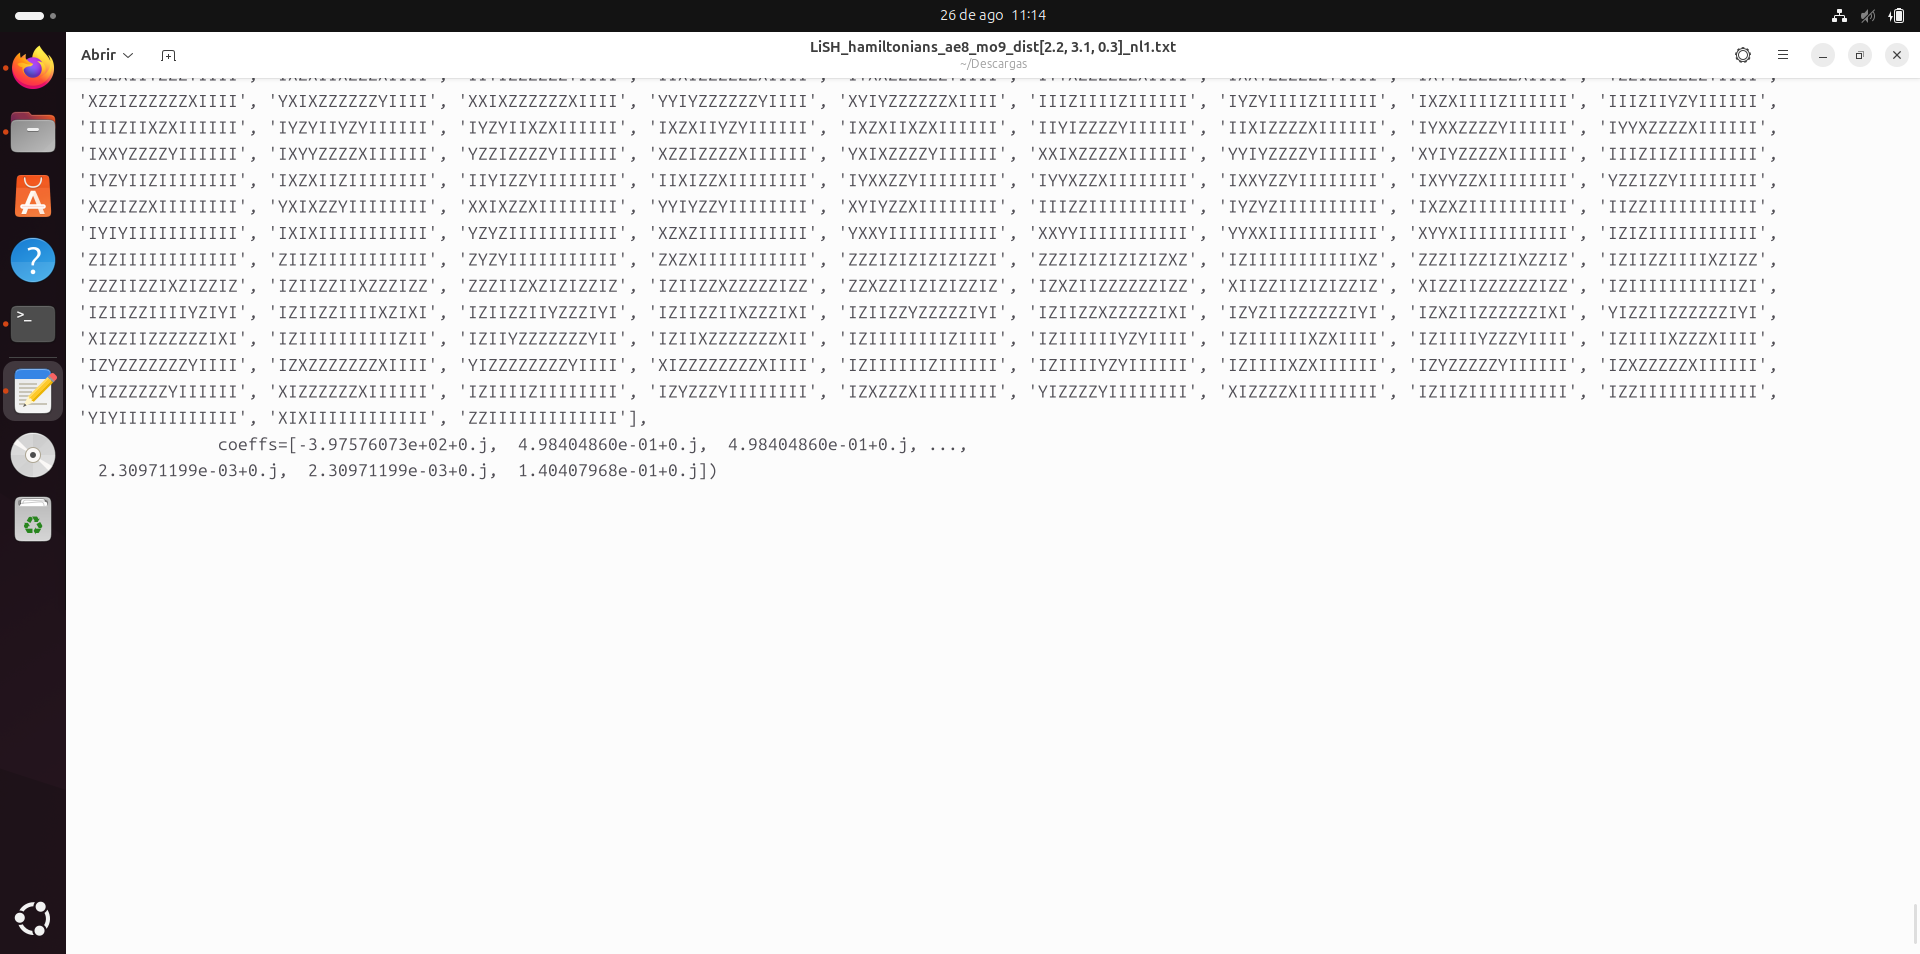 26 de ago 11:14
Abrir
LiSH_hamiltonians_ae8_mo9_dist[2.2, 3.1, 0.3]_nl1.txt
~/Descargas
'XZZIZZZZZZXIIII', 'YXIXZZZZZZYIIII', 'XXIXZZZZZZXIIII', 'YYIYZZZZZZYIIII', 'XYIYZZZZZZXIIII', 'IIIZIIIIZIIIIII', 'IYZYIIIIZIIIIII', 'IXZXIIIIZIIIIII', 'IIIZIIYZYIIIIII',
'IIIZIIXZXIIIIII', 'IYZYIIYZYIIIIII', 'IYZYIIXZXIIIIII', 'IXZXIIYZYIIIIII', 'IXZXIIXZXIIIIII', 'IIYIZZZZYIIIIII', 'IIXIZZZZXIIIIII', 'IYXXZZZZYIIIIII', 'IYYXZZZZXIIIIII',
'IXXYZZZZYIIIIII', 'IXYYZZZZXIIIIII', 'YZZIZZZZYIIIIII', 'XZZIZZZZXIIIIII', 'YXIXZZZZYIIIIII', 'XXIXZZZZXIIIIII', 'YYIYZZZZYIIIIII', 'XYIYZZZZXIIIIII', 'IIIZIIZIIIIIIII',
'IYZYIIZIIIIIIII', 'IXZXIIZIIIIIIII', 'IIYIZZYIIIIIIII', 'IIXIZZXIIIIIIII', 'IYXXZZYIIIIIIII', 'IYYXZZXIIIIIIII', 'IXXYZZYIIIIIIII', 'IXYYZZXIIIIIIII', 'YZZIZZYIIIIIIII',
'XZZIZZXIIIIIIII', 'YXIXZZYIIIIIIII', 'XXIXZZXIIIIIIII', 'YYIYZZYIIIIIIII', 'XYIYZZXIIIIIIII', 'IIIZZIIIIIIIIII', 'IYZYZIIIIIIIIII', 'IXZXZIIIIIIIIII', 'IIZZIIIIIIIIIII',
'IYIYIIIIIIIIIII', 'IXIXIIIIIIIIIII', 'YZYZIIIIIIIIIII', 'XZXZIIIIIIIIIII', 'YXXYIIIIIIIIIII', 'XXYYIIIIIIIIIII', 'YYXXIIIIIIIIIII', 'XYYXIIIIIIIIIII', 'IZIZIIIIIIIIIII',
'ZIZIIIIIIIIIIII', 'ZIIZIIIIIIIIIII', 'ZYZYIIIIIIIIIII', 'ZXZXIIIIIIIIIII', 'ZZZIZIZIZIZIZZI', 'ZZZIZIZIZIZIZXZ', 'IZIIIIIIIIIIIXZ', 'ZZZIIZZIZIXZZIZ', 'IZIIZZIIIIXZIZZ',
'ZZZIIZZIXZIZZIZ', 'IZIIZZIIXZZZIZZ', 'ZZZIIZXZIZIZZIZ', 'IZIIZZXZZZZZIZZ', 'ZZXZZIIZIZIZZIZ', 'IZXZIIZZZZZZIZZ', 'XIIZZIIZIZIZZIZ', 'XIZZIIZZZZZZIZZ', 'IZIIIIIIIIIIIZI',
'IZIIZZIIIIYZIYI', 'IZIIZZIIIIXZIXI', 'IZIIZZIIYZZZIYI', 'IZIIZZIIXZZZIXI', 'IZIIZZYZZZZZIYI', 'IZIIZZXZZZZZIXI', 'IZYZIIZZZZZZIYI', 'IZXZIIZZZZZZIXI', 'YIZZIIZZZZZZIYI',
'XIZZIIZZZZZZIXI', 'IZIIIIIIIIIIZII', 'IZIIYZZZZZZZYII', 'IZIIXZZZZZZZXII', 'IZIIIIIIIIZIIII', 'IZIIIIIIYZYIIII', 'IZIIIIIIXZXIIII', 'IZIIIIYZZZYIIII', 'IZIIIIXZZZXIIII',
'IZYZZZZZZZYIIII', 'IZXZZZZZZZXIIII', 'YIZZZZZZZZYIIII', 'XIZZZZZZZZXIIII', 'IZIIIIIIZIIIIII', 'IZIIIIYZYIIIIII', 'IZIIIIXZXIIIIII', 'IZYZZZZZYIIIIII', 'IZXZZZZZXIIIIII',
'YIZZZZZZYIIIIII', 'XIZZZZZZXIIIIII', 'IZIIIIZIIIIIIII', 'IZYZZZYIIIIIIII', 'IZXZZZXIIIIIIII', 'YIZZZZYIIIIIIII', 'XIZZZZXIIIIIIII', 'IZIIZIIIIIIIIII', 'IZZIIIIIIIIIIII',
'YIYIIIIIIIIIIII', 'XIXIIIIIIIIIIII', 'ZZIIIIIIIIIIIII'],
coeffs=[-3.97576073e+02+0.j, 4.98404860e-01+0.j, 4.98404860e-01+0.j, ...,
2.30971199e-03+0.j, 2.30971199e-03+0.j, 1.40407968e-01+0.j])